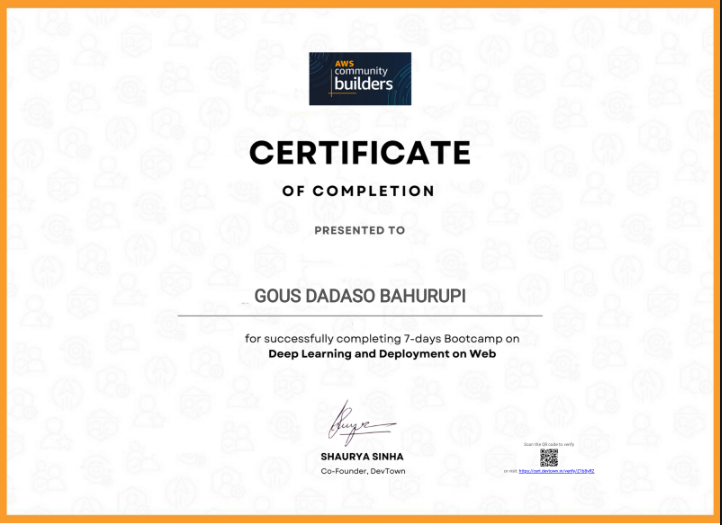 AWS
community
builders
CERTIFICATE
OF COMPLETION
PRESENTED TO
GOUS DADASO BAHURUPI
for successfully completing 7-days Bootcamp on
Deep Learning and Deployment on Web
SHAURYA SINHA
Co-Founder, DevTown
Scan the QR code to verify
or visit